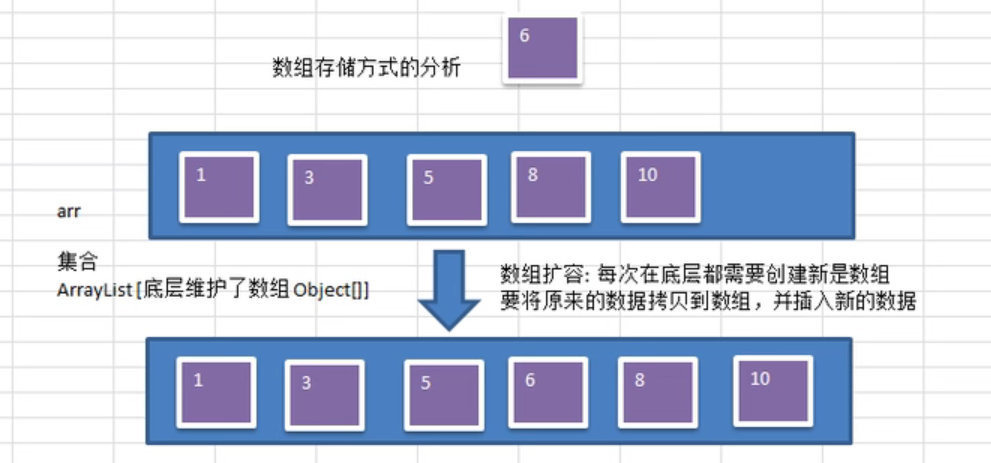 6
数组存储方式的分析
1 3 5 8 10
arr
集合
ArrayList [底层维护了数组 Object[]]
数组扩容: 每次在底层都需要创建新是数组
要将原来的数据拷贝到数组，并插入新的数据
1 3 5 6 8 10